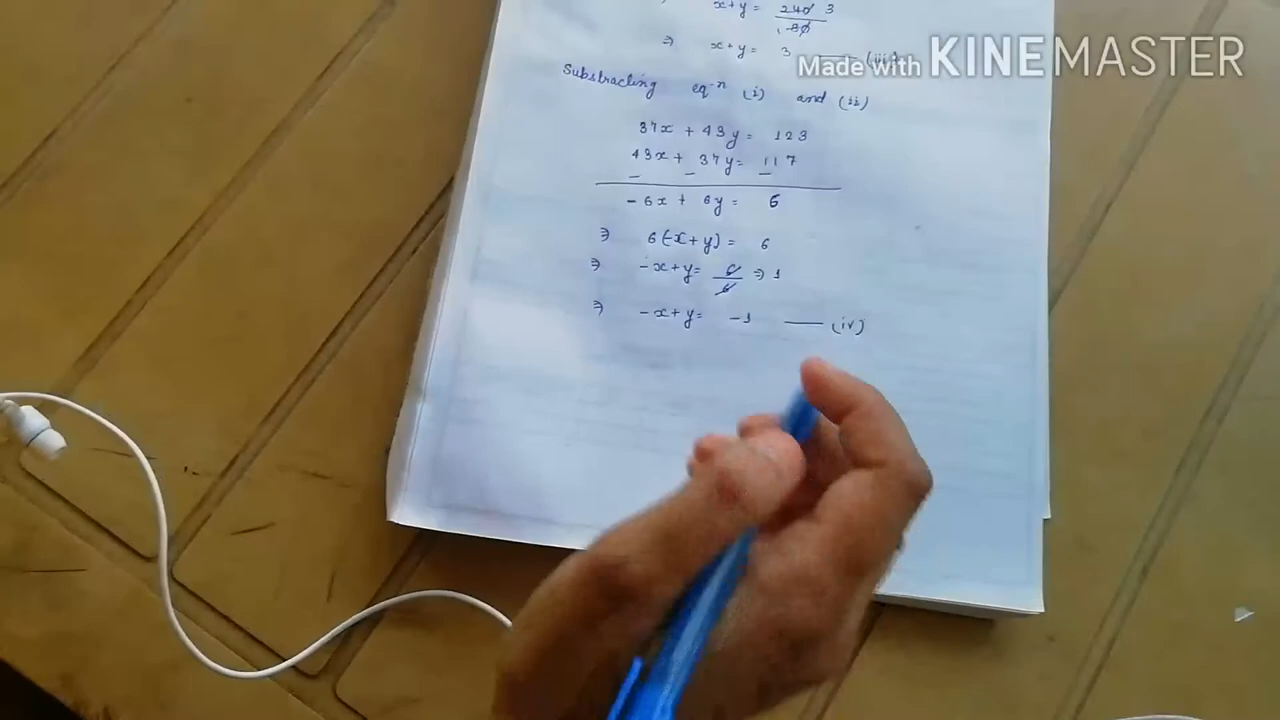 x+y = 240 3
80
⇒ x+y = 3 —— (iii)
Made with KINEMASTER
Substracting eq-n (i) and (ii)
37x + 43y = 123
43x + 37y = 117
- - -
-6x + 6y = 6
⇒ 6(-x+y) = 6
⇒ -x+y = 6/6 ⇒ 1
⇒ -x+y = -1 —— (iv)